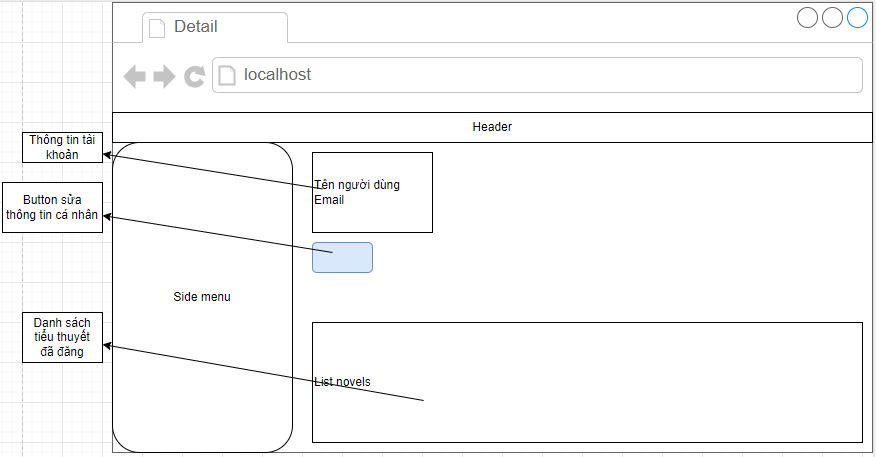 Detail
localhost
Header
Thông tin tài
khoản
Tên người dùng
Email
Button sửa
thông tin cá nhân
Side menu
Danh sách
tiểu thuyết
đã đăng
List novels